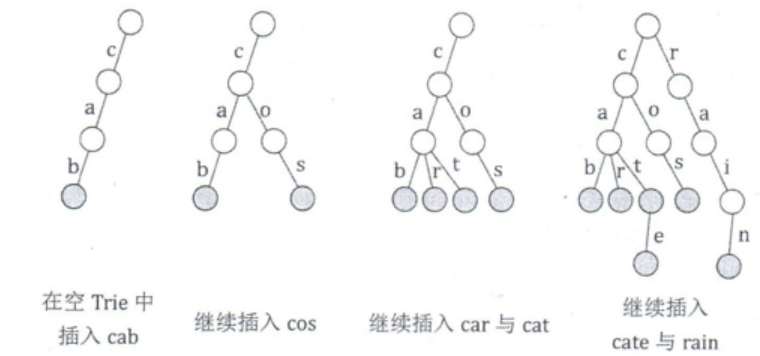 c
a
b
c
a o
b s
c
a o
b r t s
c r
a o a
b r t s i
e n
在空 Trie 中
插入 cab
继续插入 cos
继续插入 car 与 cat
继续插入
cate 与 rain